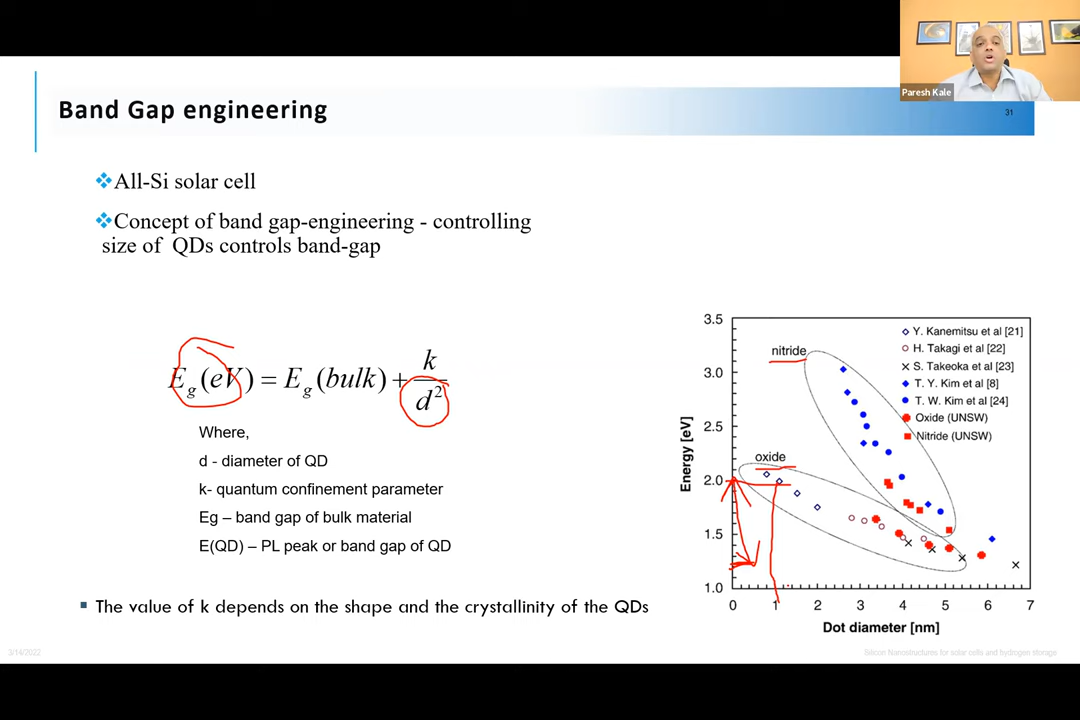 Paresh Kale
31
Band Gap engineering
All-Si solar cell
Concept of band gap-engineering - controlling
size of QDs controls band-gap
E_g (eV) = E_g (bulk) + k/d²
Where,
d - diameter of QD
k- quantum confinement parameter
Eg – band gap of bulk material
E(QD) – PL peak or band gap of QD
The value of k depends on the shape and the crystallinity of the QDs
3.5
3.0
2.5
2.0
1.5
1.0
Energy [eV]
0 1 2 3 4 5 6 7
Dot diameter [nm]
nitride
oxide
Y. Kanemitsu et al [21]
H. Takagi et al [22]
S. Takeoka et al [23]
T. Y. Kim et al [8]
T. W. Kim et al [24]
Oxide (UNSW)
Nitride (UNSW)
3/14/2022
Silicon Nanostructures for solar cells and hydrogen storage